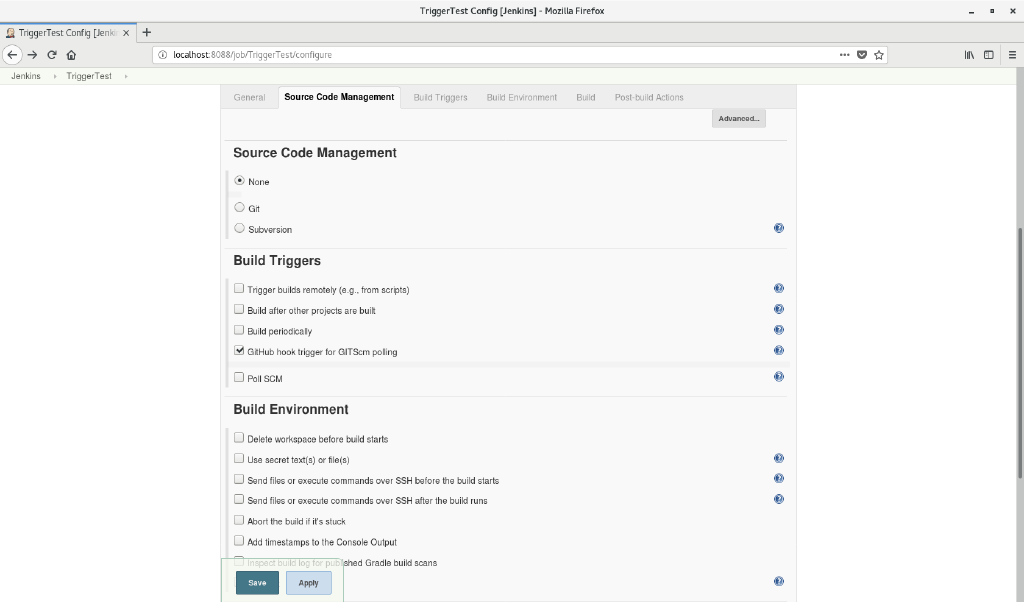 TriggerTest Config [Jenkins] - Mozilla Firefox
TriggerTest Config [Jenki
localhost:8088/job/TriggerTest/configure
Jenkins TriggerTest
General Source Code Management Build Triggers Build Environment Build Post-build Actions
Advanced...
Source Code Management
None
Git
Subversion
Build Triggers
Trigger builds remotely (e.g., from scripts)
Build after other projects are built
Build periodically
GitHub hook trigger for GITScm polling
Poll SCM
Build Environment
Delete workspace before build starts
Use secret text(s) or file(s)
Send files or execute commands over SSH before the build starts
Send files or execute commands over SSH after the build runs
Abort the build if it's stuck
Add timestamps to the Console Output
Inspect build log for published Gradle build scans
Save Apply